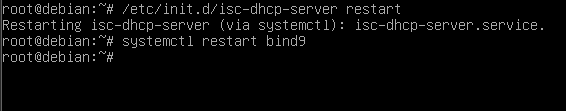 root@debian:~# /etc/init.d/isc-dhcp-server restart
Restarting isc-dhcp-server (via systemctl): isc-dhcp-server.service.
root@debian:~# systemctl restart bind9
root@debian:~#